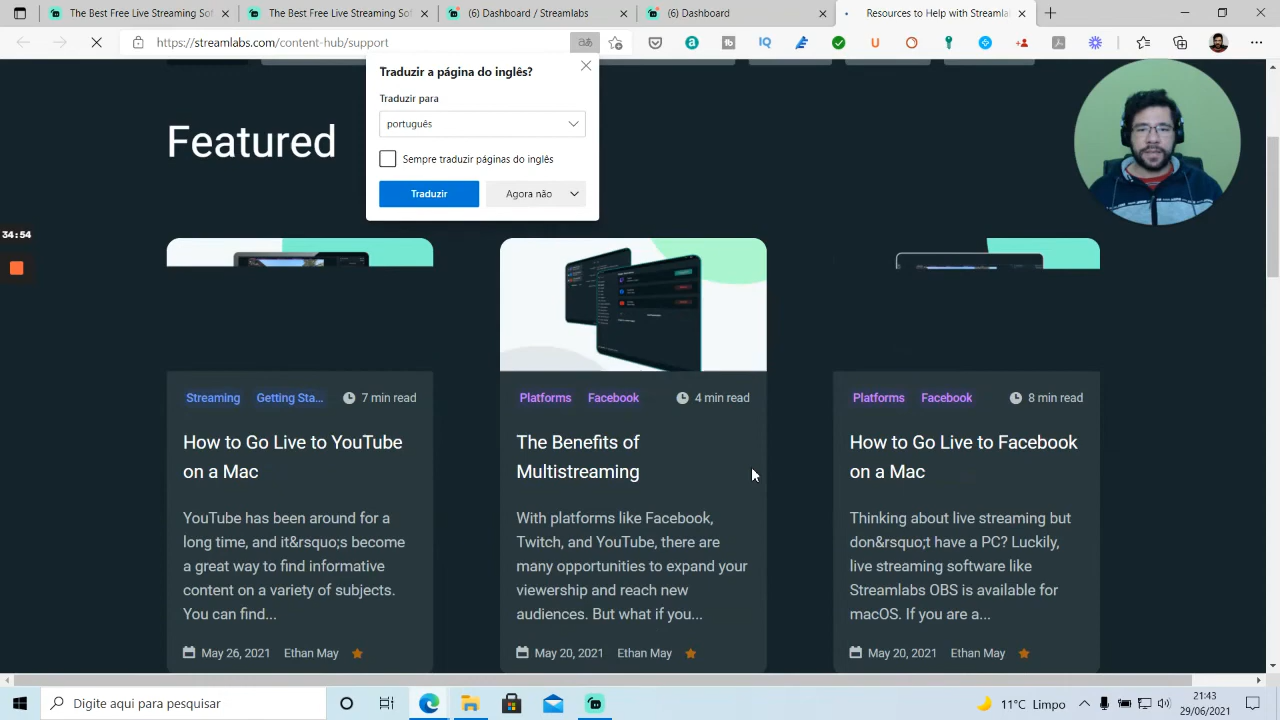 The Best Free Live Streaming Sof
The Best Free Live Streaming Sof
(6) Dashboard / Streamlabs
(6) Dashboard
Resources to Help with Streamla
https://streamlabs.com/content-hub/support
Traduzir a página do inglês?
Traduzir para
português
Sempre traduzir páginas do inglês
Traduzir
Agora não
Featured
34:54
Streaming
Getting Sta...
7 min read
How to Go Live to YouTube
on a Mac
YouTube has been around for a
long time, and it&rsquo;s become
a great way to find informative
content on a variety of subjects.
You can find...
May 26, 2021
Ethan May
Platforms
Facebook
4 min read
The Benefits of
Multistreaming
With platforms like Facebook,
Twitch, and YouTube, there are
many opportunities to expand your
viewership and reach new
audiences. But what if you...
May 20, 2021
Ethan May
Platforms
Facebook
8 min read
How to Go Live to Facebook
on a Mac
Thinking about live streaming but
don&rsquo;t have a PC? Luckily,
live streaming software like
Streamlabs OBS is available for
macOS. If you are a...
May 20, 2021
Ethan May
Digite aqui para pesquisar
11°C Limpo
21:43
29/06/2021